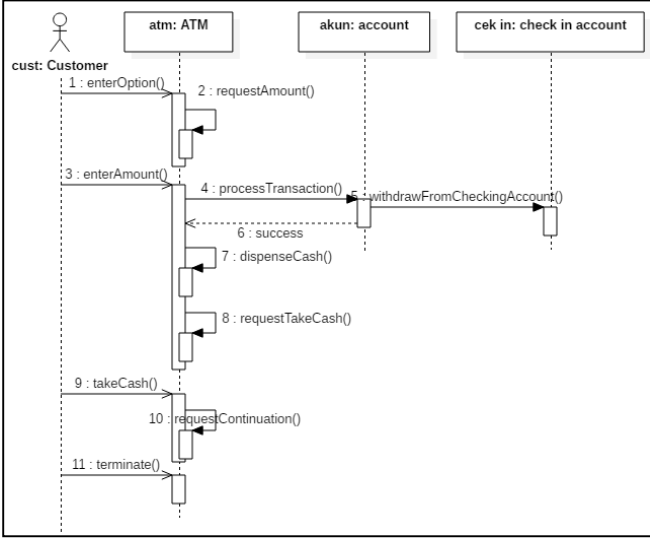 atm: ATM
akun: account
cek in: check in account
cust: Customer
1 : enterOption()
2 : requestAmount()
3 : enterAmount()
4 : processTransaction()
5 : withdrawFromCheckingAccount()
6 : success
7 : dispenseCash()
8 : requestTakeCash()
9 : takeCash()
10 : requestContinuation()
11 : terminate()